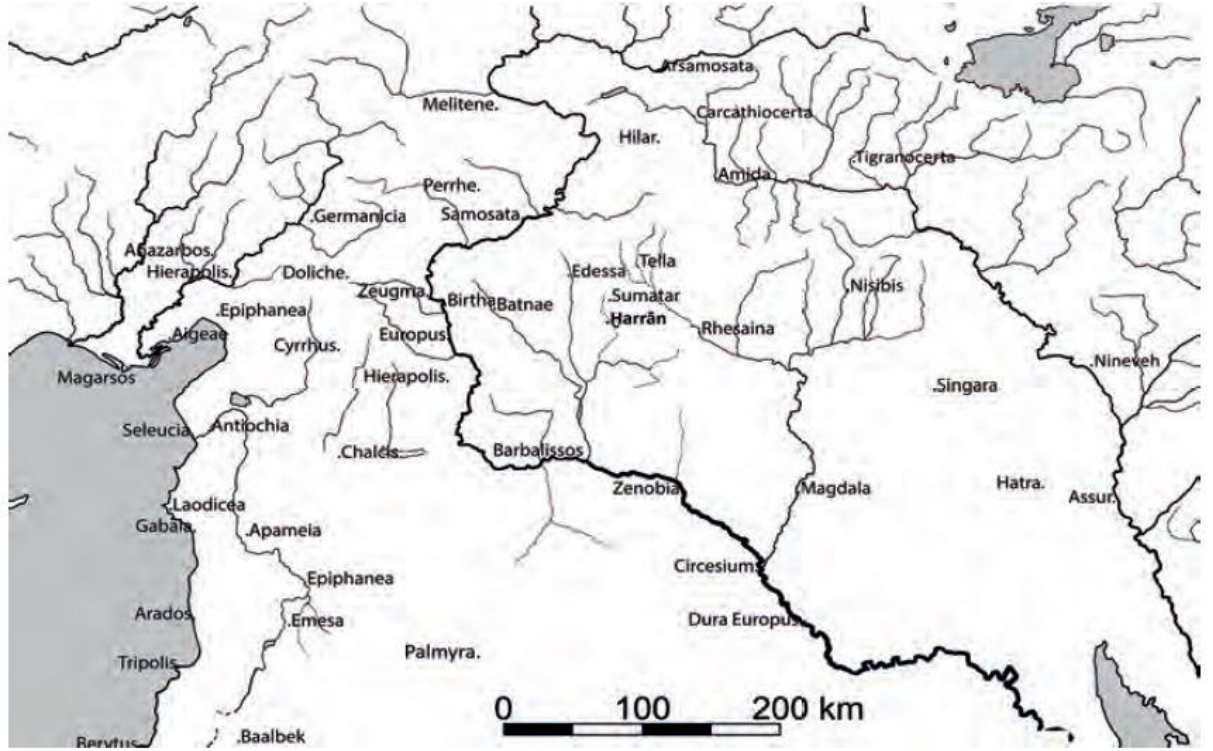 Arsamosata
Melitene.
Carcathiocerta
Hilar.
Tigranocerta
Amida
Perrhe.
Germanicia
Samosata
Anazarbos.
Hierapolis.
Doliche.
Edessa
Tella
Zeugma
Birtha
Batnae
Sumatar
Nisibis
Epiphanea
Harrân
Aigeae
Cyrrhus.
Europus
Rhesaina
Magarsos
Hierapolis.
Nineveh
Singara
Seleucia
Antiochia
Chalcis
Barbalissos
Zenobia
Magdala
Hatra.
Assur
Laodicea
Gabala
Apameia
Circesium
Epiphanea
Arados
Emesa
Dura Europus
Tripolis
Palmyra.
0 100 200 km
Berytus
Baalbek